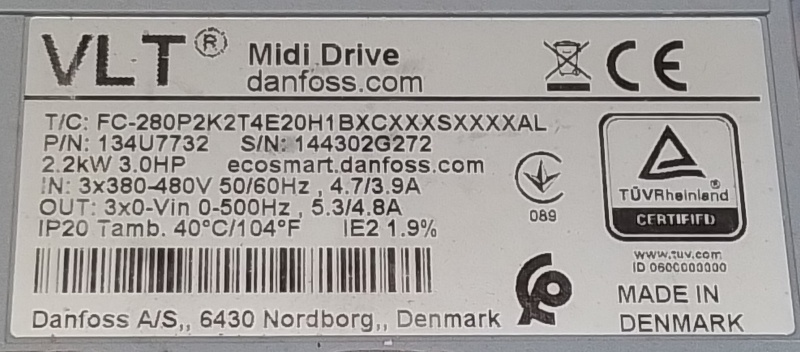 VLT® Midi Drive
danfoss.com
T/C: FC-280P2K2T4E20H1BXCXXXSXXXXAL
P/N: 134U7732 S/N: 144302G272
2.2kW 3.0HP ecosmart.danfoss.com
IN: 3x380-480V 50/60Hz , 4.7/3.9A
OUT: 3x0-Vin 0-500Hz , 5.3/4.8A
IP20 Tamb. 40°C/104°F IE2 1.9%
Danfoss A/S,, 6430 Nordborg,, Denmark
CE
089
TÜVRheinland®
CERTIFIED
www.tuv.com
ID 0600000000
MADE IN
DENMARK